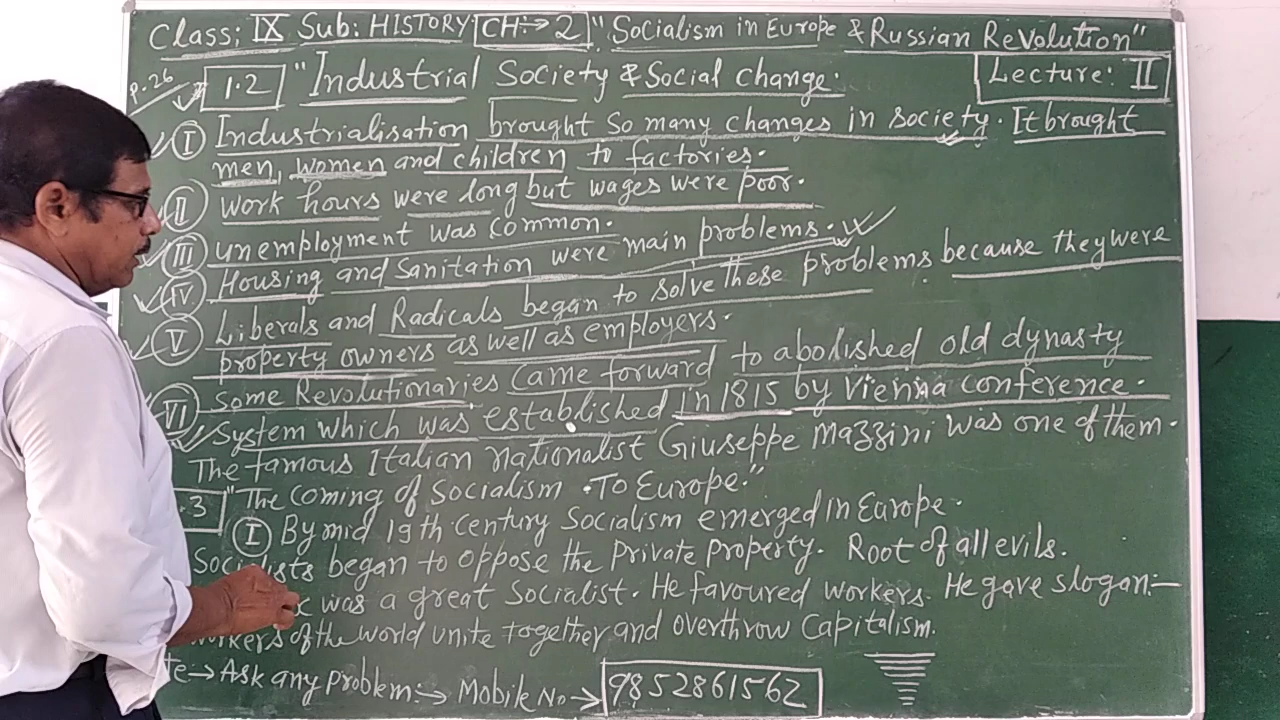 Class; IX Sub: HISTORY CH:→ 2 "Socialism in Europe & Russian Revolution"
P. 26 1.2 "Industrial Society & Social change. Lecture: II
I Industrialisation brought so many changes in society. It brought
men, women and children to factories.
II Work hours were long but wages were poor.
III unemployment was common.
IV Housing and Sanitation were main problems.
V Liberals and Radicals began to solve these problems because they were
property owners as well as employers.
VI Some Revolutionaries came forward to abolished old dynasty
System which was established in 1815 by Vienna conference.
The famous Italian nationalist Giuseppe Mazzini was one of them.
.3 "The coming of Socialism To Europe."
I By mid 19th century Socialism emerged in Europe.
Socialists began to oppose the Private Property. Root of all evils.
was a great Socialist. He favoured workers. He gave slogan:-
workers of the world unite together and overthrow Capitalism.
te:→ Ask any Problem:→ Mobile No→ 9852861562